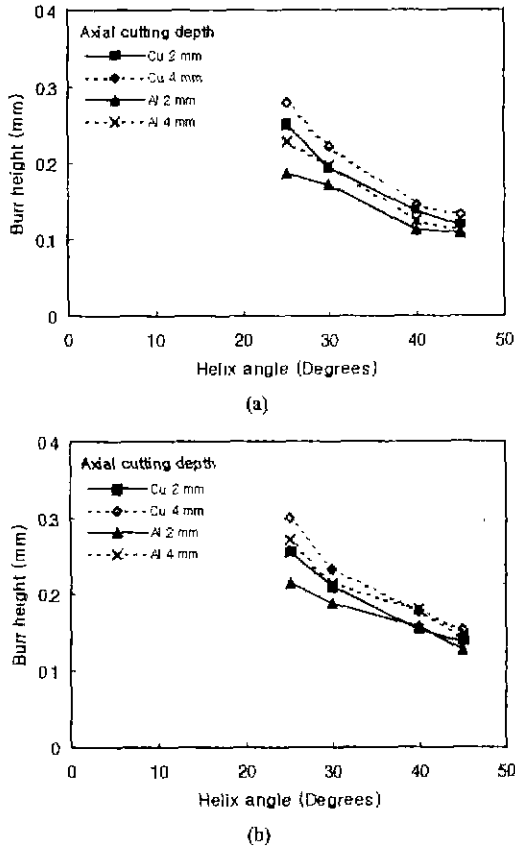 0.4
Axial cutting depth
Cu 2 mm
Cu 4 mm
Al 2 mm
Al 4 mm
0.3
0.2
0.1
0
Burr height (mm)
0 10 20 30 40 50
Helix angle (Degrees)
(a)
0 4
Axial cutting depth
Cu 2 mm
Cu 4 mm
Al 2 mm
Al 4 mm
0.3
0.2
0.1
0
Burr height (mm)
0 10 20 30 40 50
Helix angle (Degrees)
(b)